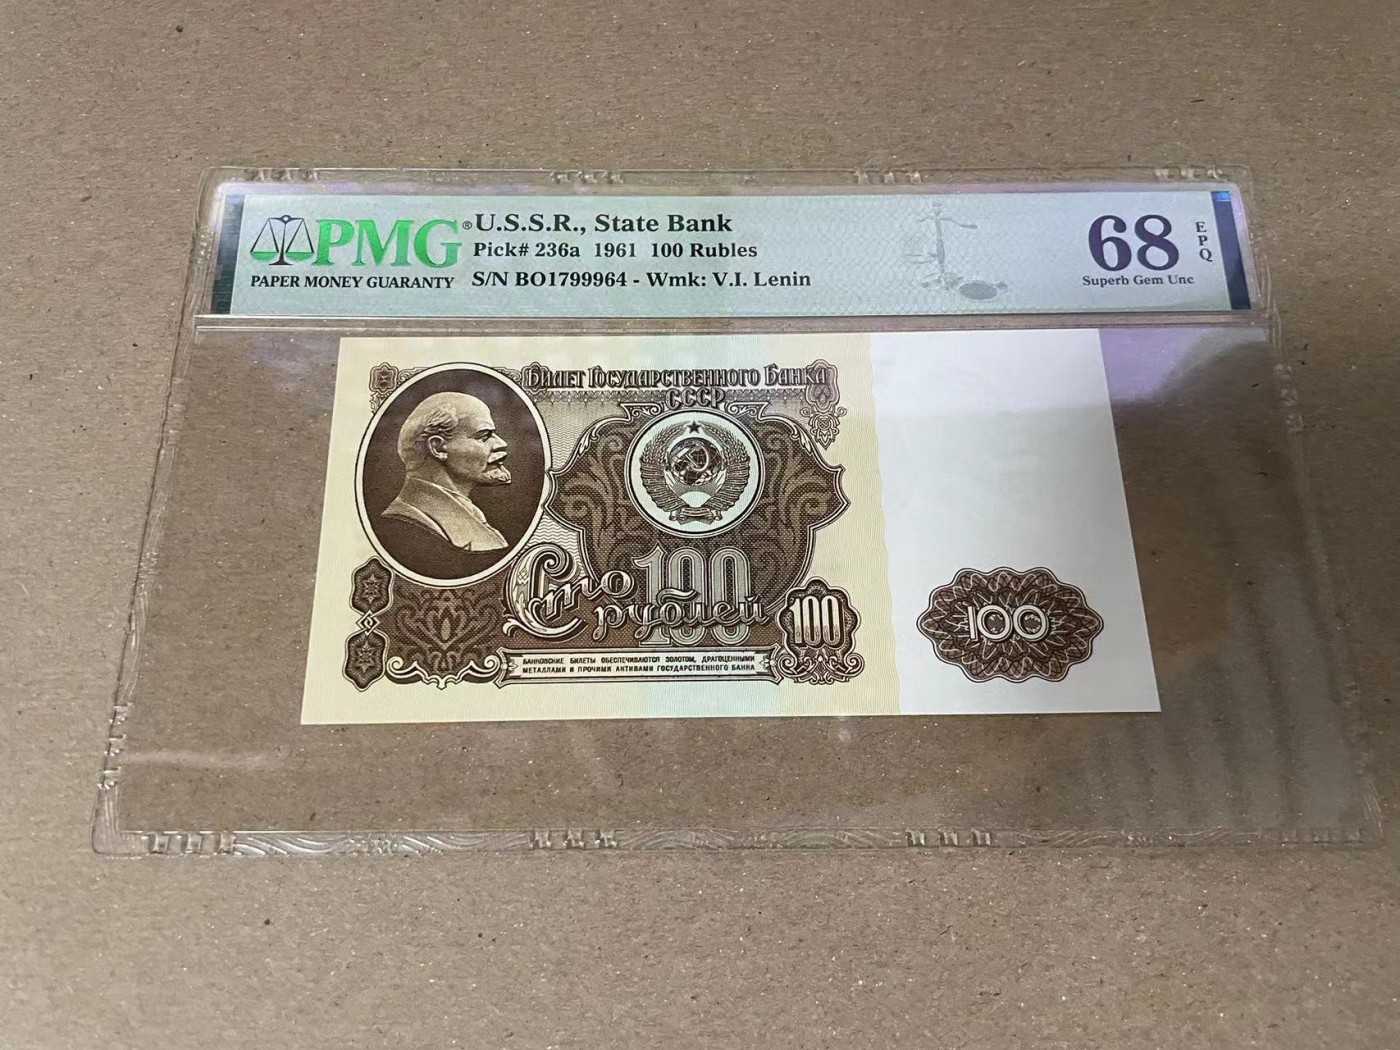 PMG®
PAPER MONEY GUARANTY
U.S.S.R., State Bank
Pick# 236a 1961 100 Rubles
S/N BO1799964 - Wmk: V.I. Lenin
68
EPQ
Superb Gem Unc
Билет Государственного Банка
СССР
100
Сто
рублей
100
100
БАНКОВСКИЕ БИЛЕТЫ ОБЕСПЕЧИВАЮТСЯ ЗОЛОТОМ, ДРАГОЦЕННЫМИ
МЕТАЛЛАМИ И ПРОЧИМИ АКТИВАМИ ГОСУДАРСТВЕННОГО БАНКА
100